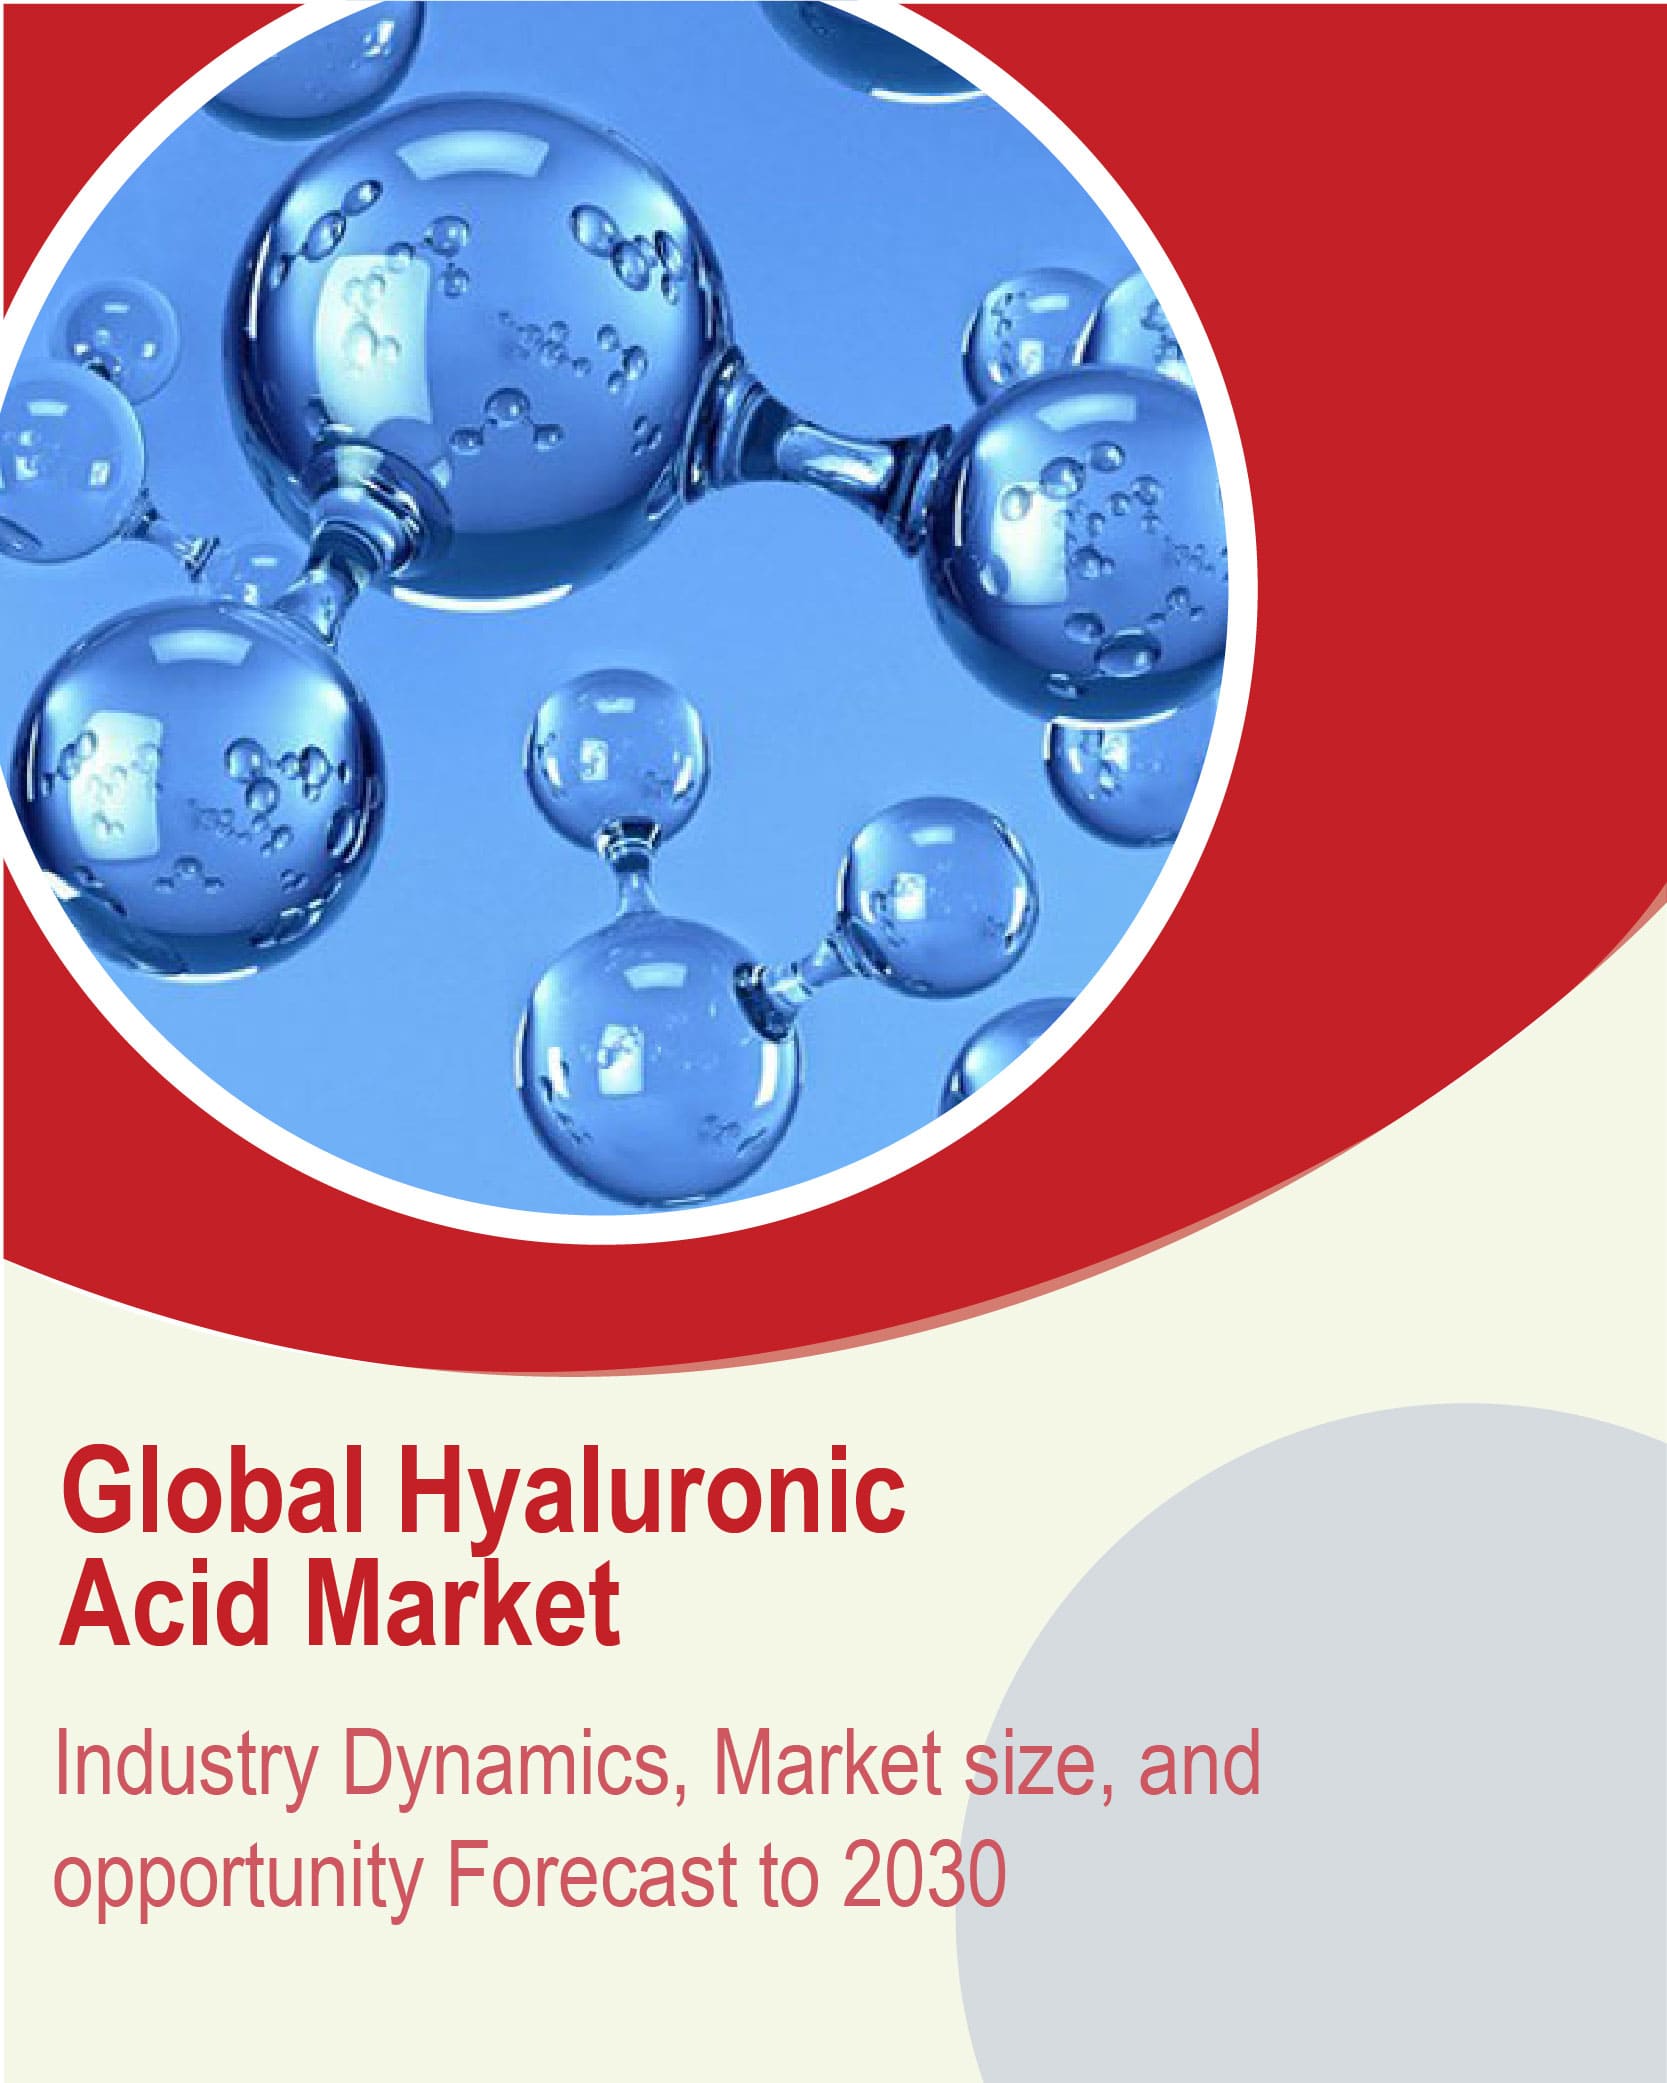 Global Hyaluronic
Acid Market
Industry Dynamics, Market size, and
opportunity Forecast to 2030